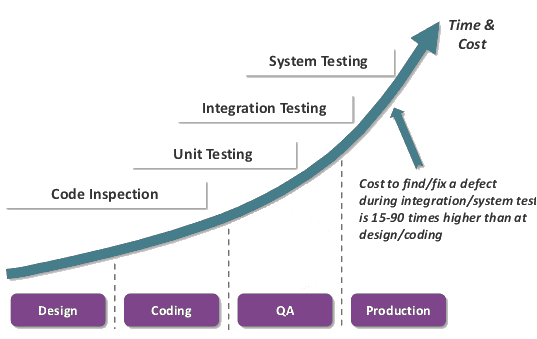 Time &
Cost
System Testing
Integration Testing
Unit Testing
Code Inspection
Cost to find/fix a defect
during integration/system test
is 15-90 times higher than at
design/coding
Design
Coding
QA
Production